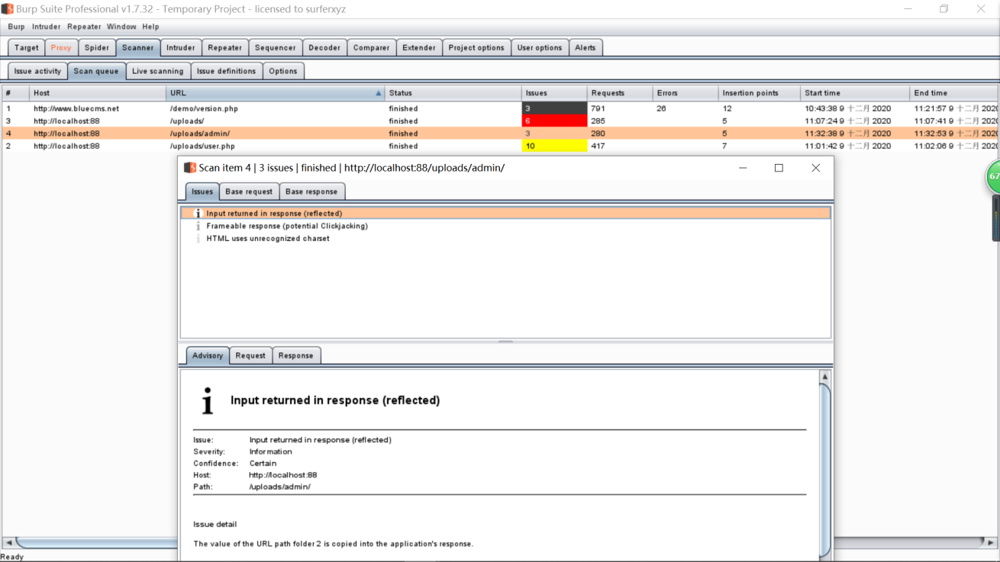 Burp Suite Professional v1.7.32 - Temporary Project - licensed to surferxyz
Burp Intruder Repeater Window Help
Target Proxy Spider Scanner Intruder Repeater Sequencer Decoder Comparer Extender Project options User options Alerts
Issue activity Scan queue Live scanning Issue definitions Options
# Host URL Status Issues Requests Errors Insertion points Start time End time
1 http://www.bluecms.net /demo/version.php finished 3 791 26 12 10:43:38 9 十二月 2020 11:21:57 9 十二月 2020
3 http://localhost:88 /uploads/ finished 6 285 5 11:07:24 9 十二月 2020 11:07:41 9 十二月 2020
4 http://localhost:88 /uploads/admin/ finished 3 280 5 11:32:38 9 十二月 2020 11:32:53 9 十二月 2020
2 http://localhost:88 /uploads/user.php finished 10 417 7 11:01:42 9 十二月 2020 11:02:06 9 十二月 2020
Scan item 4 | 3 issues | finished | http://localhost:88/uploads/admin/
67
Issues Base request Base response
Input returned in response (reflected)
Frameable response (potential Clickjacking)
HTML uses unrecognized charset
Advisory Request Response
Input returned in response (reflected)
Issue: Input returned in response (reflected)
Severity: Information
Confidence: Certain
Host: http://localhost:88
Path: /uploads/admin/
Issue detail
The value of the URL path folder 2 is copied into the application's response.
Ready